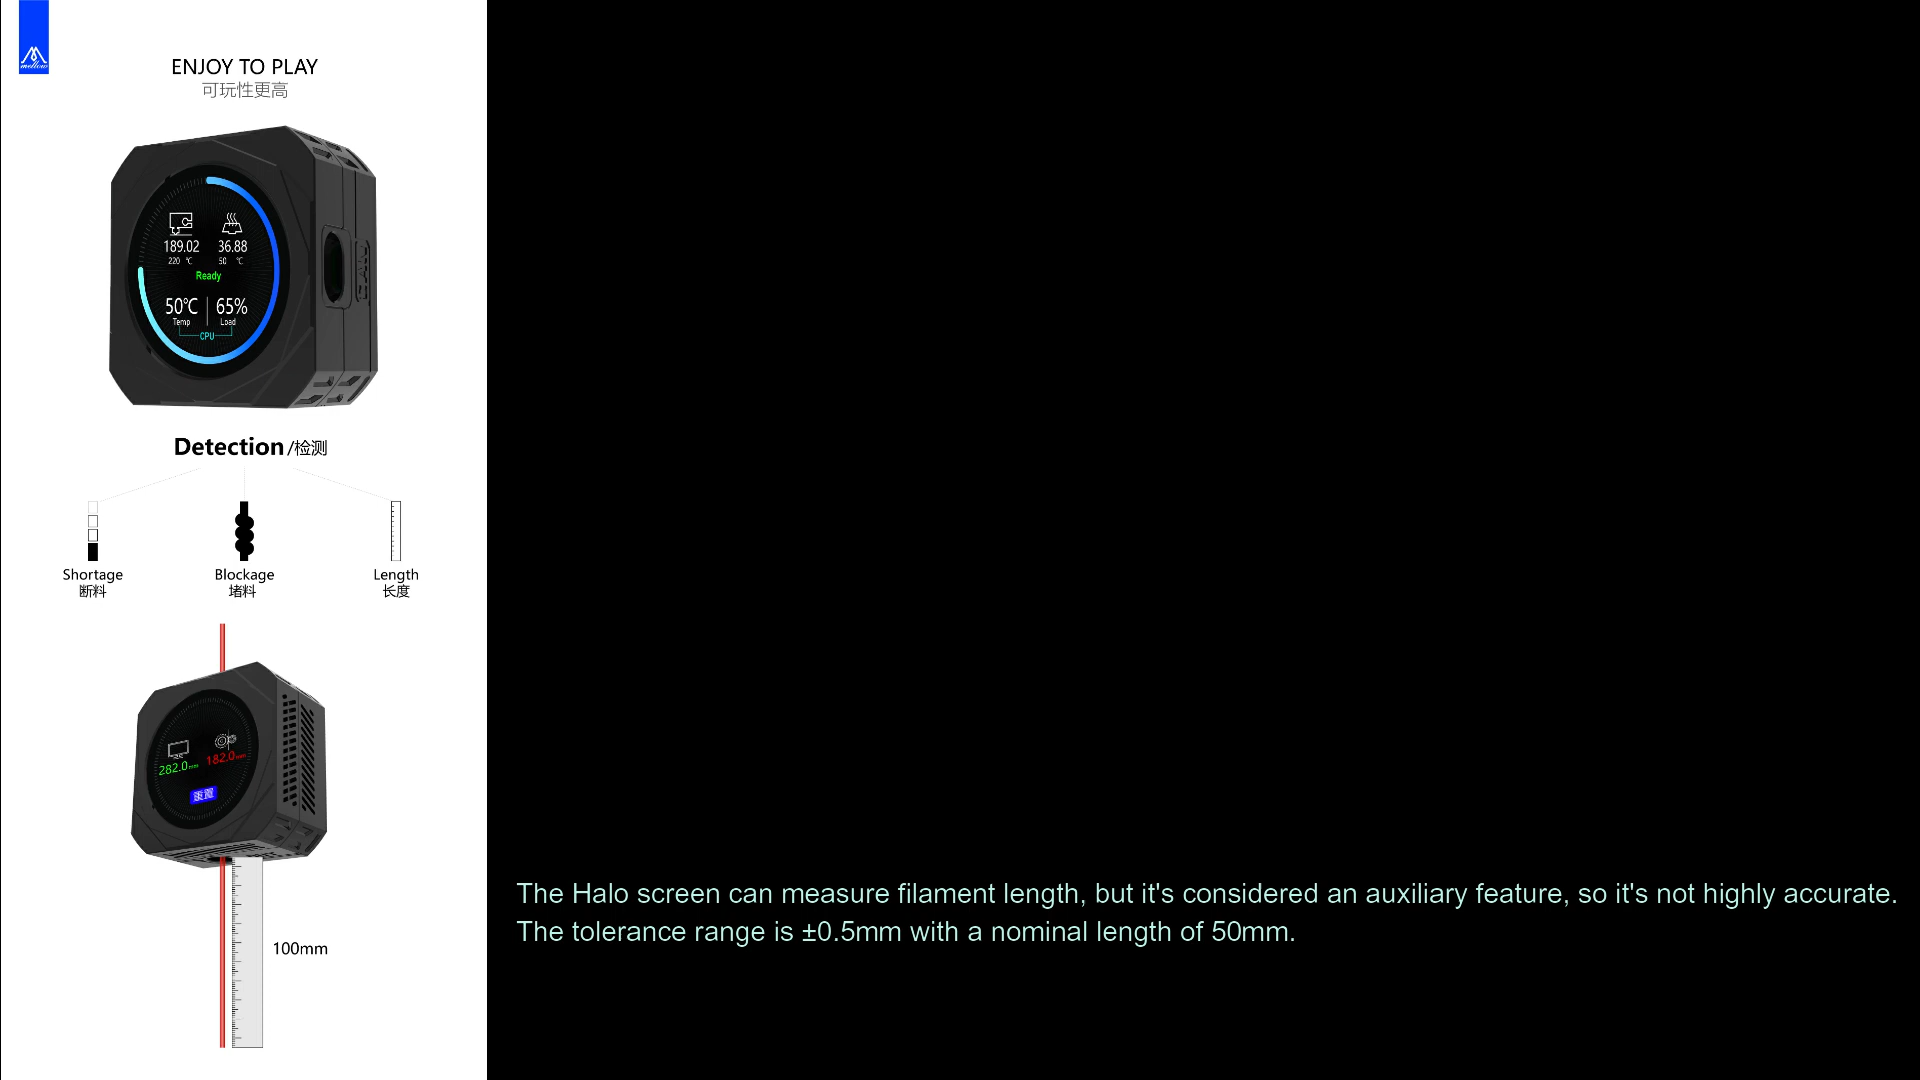 mellow
ENJOY TO PLAY
可玩性更高
189.02 36.88
220 ℃ 50 ℃
Ready
50℃ 65%
Temp Load
CPU
Detection/检测
Shortage Blockage Length
断料 堵料 长度
282.0mm 182.0mm
重置
100mm
The Halo screen can measure filament length, but it's considered an auxiliary feature, so it's not highly accurate.
The tolerance range is ±0.5mm with a nominal length of 50mm.